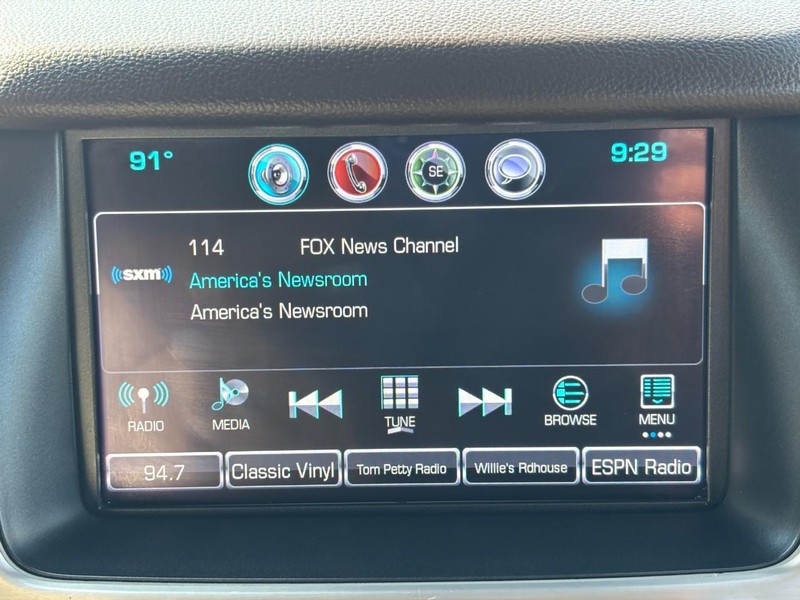 91°
SE
9:29
114 FOX News Channel
((sxm))
America's Newsroom
America's Newsroom
RADIO
MEDIA
TUNE
BROWSE
MENU
94.7
Classic Vinyl
Tom Petty Radio
Willie's Rdhouse
ESPN Radio